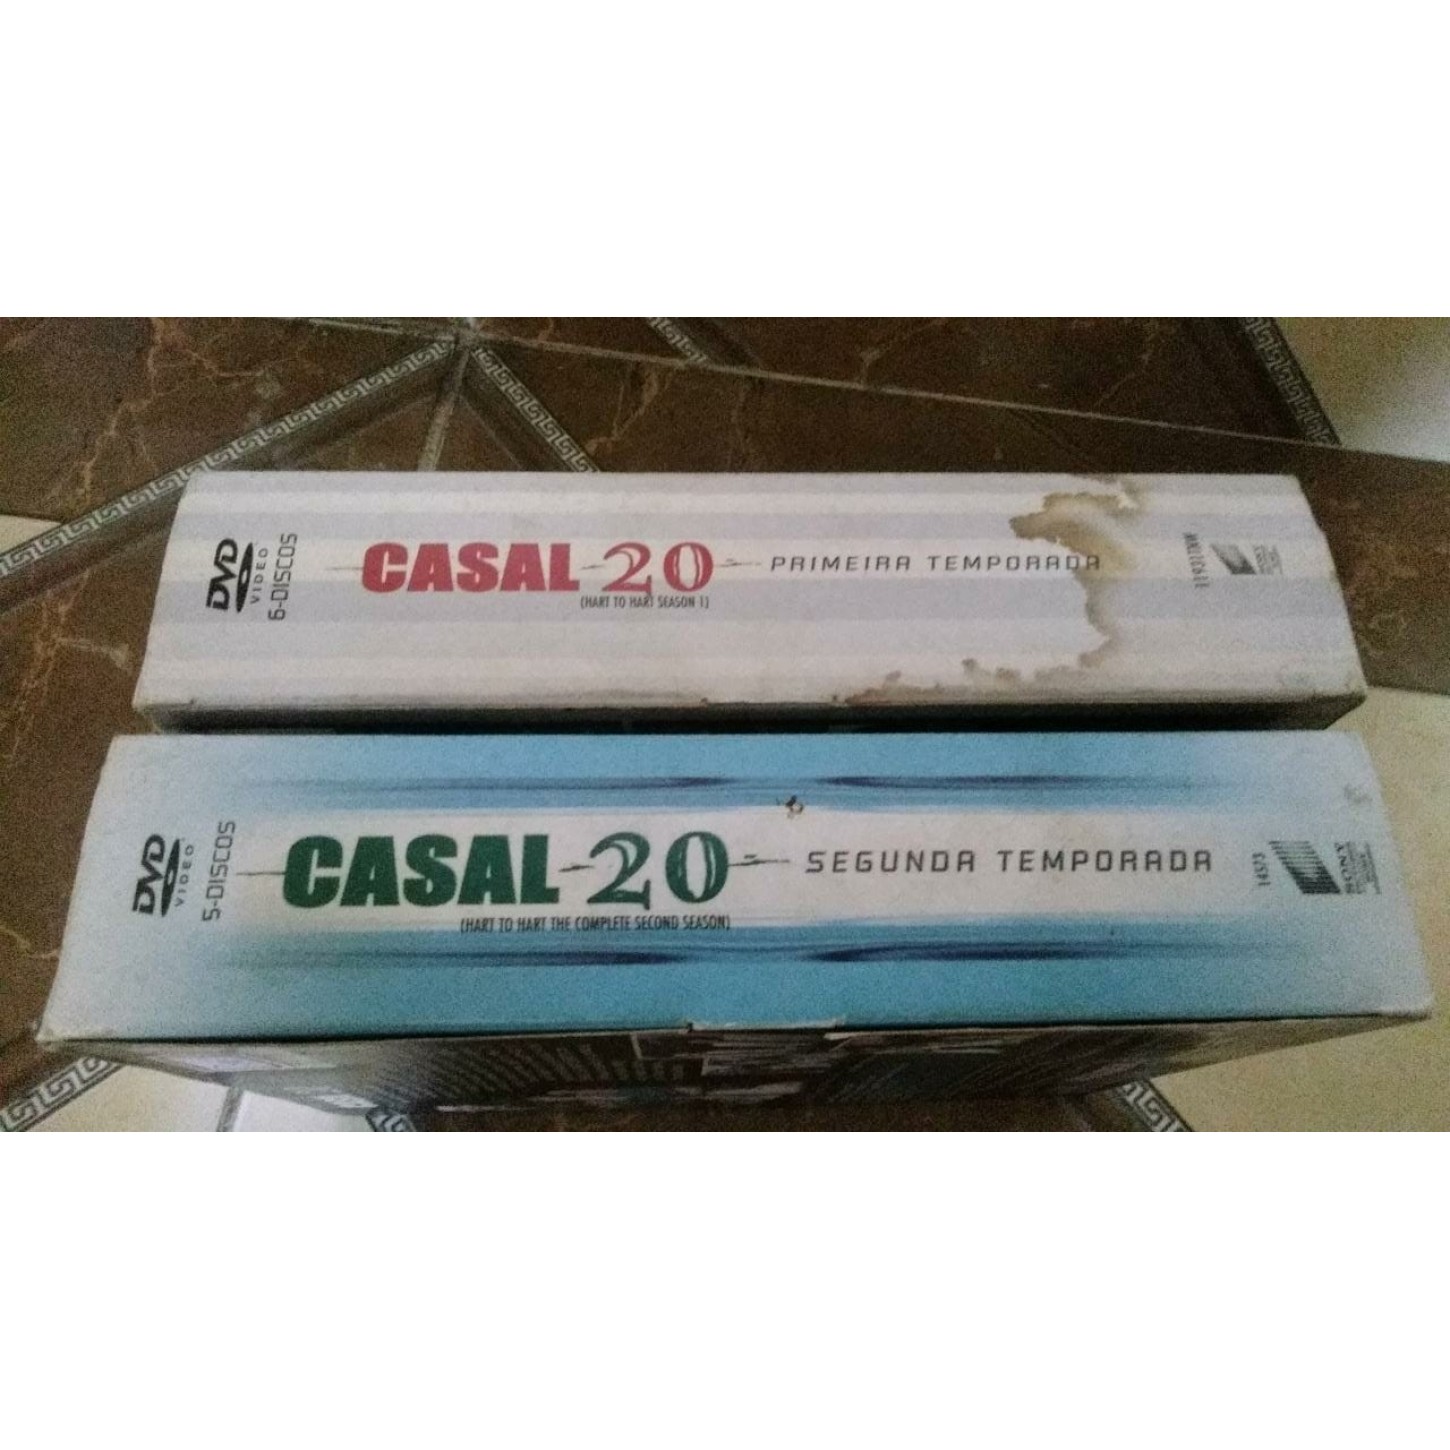 DVD
VIDEO
6-DISCOS
CASAL 20 PRIMEIRA TEMPORADA
(HART TO HART SEASON 1)
DVD
VIDEO
5-DISCOS
CASAL 20 SEGUNDA TEMPORADA
(HART TO HART THE COMPLETE SECOND SEASON)
14573
SONY